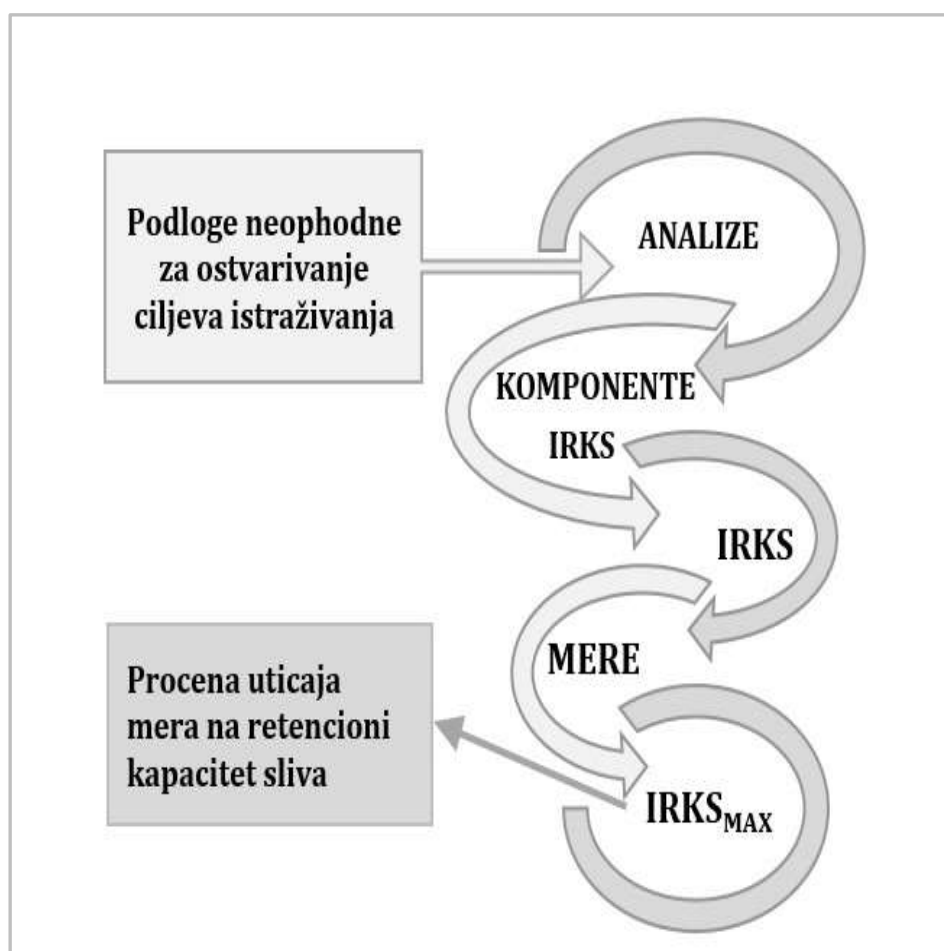 Podloge neophodne
za ostvarivanje
ciljeva istraživanja
ANALIZE
KOMPONENTE
IRKS
IRKS
MERE
Procena uticaja
mera na retencioni
kapacitet sliva
IRKSMAX